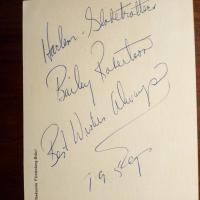 Harlem - Globetrotters
Bailey Robertson
Best Wishes Always